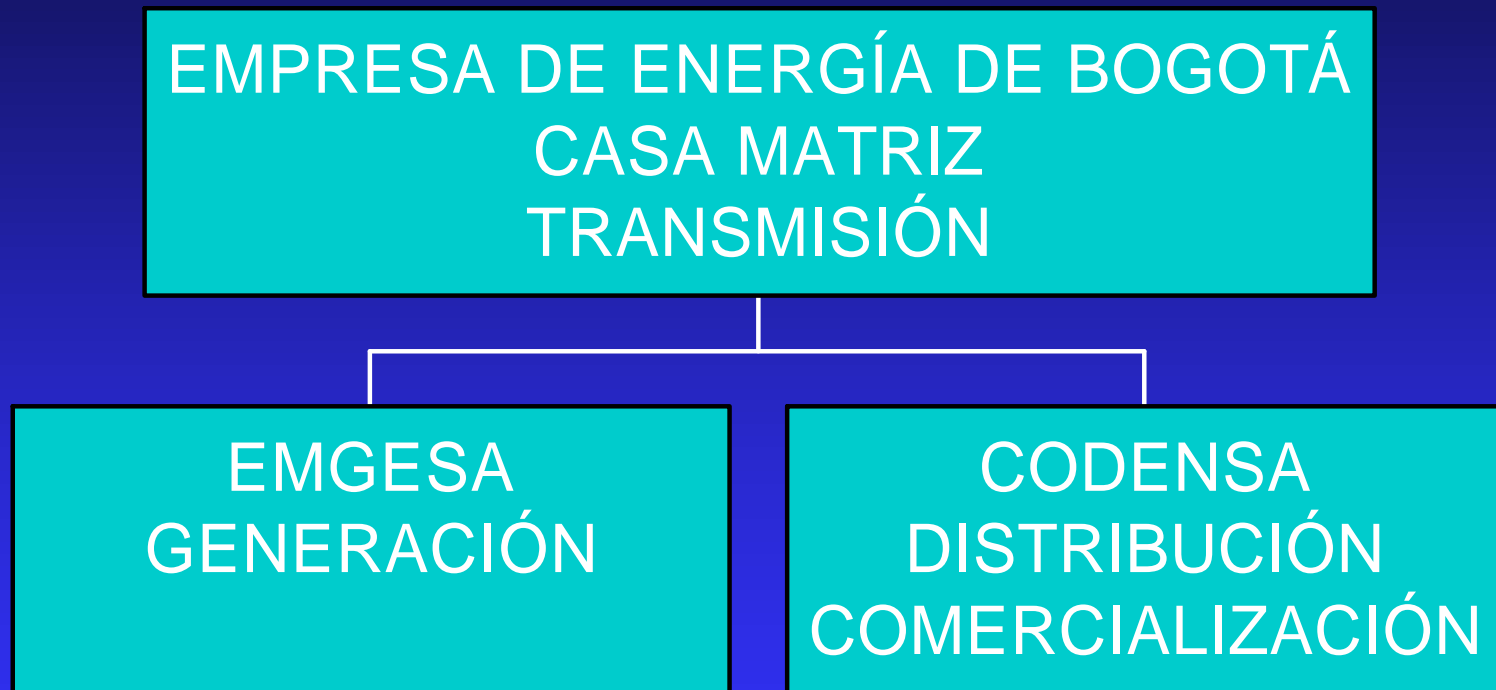 EMPRESA DE ENERGÍA DE BOGOTÁ
CASA MATRIZ
TRANSMISIÓN
EMGESA
GENERACIÓN
CODENSA
DISTRIBUCIÓN
COMERCIALIZACIÓN